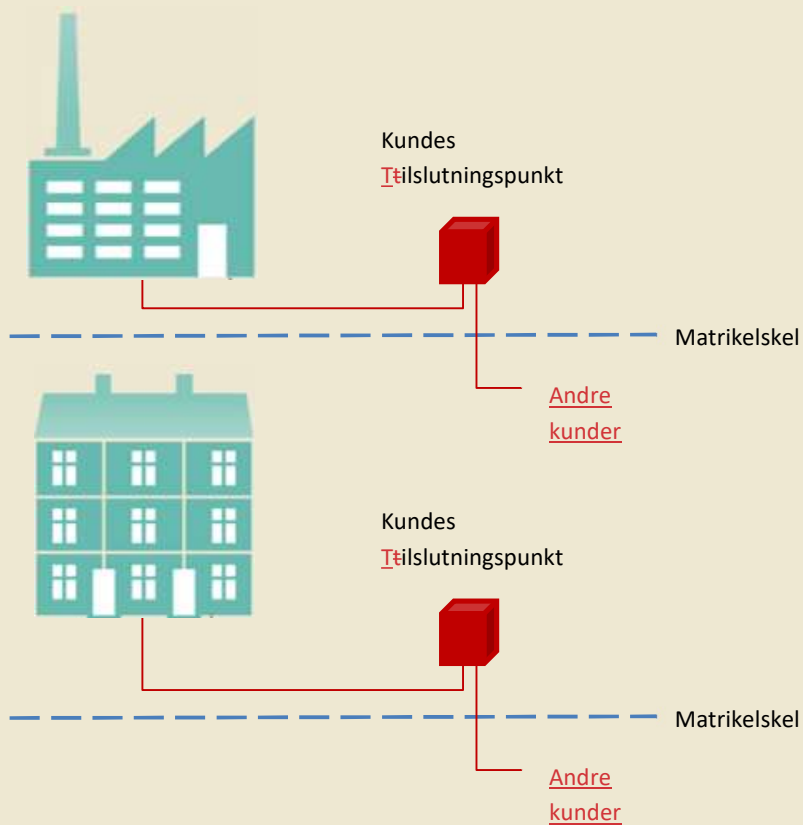 Kundes
Ttilslutningspunkt
Matrikelskel
Andre
kunder
Kundes
Ttilslutningspunkt
Matrikelskel
Andre
kunder